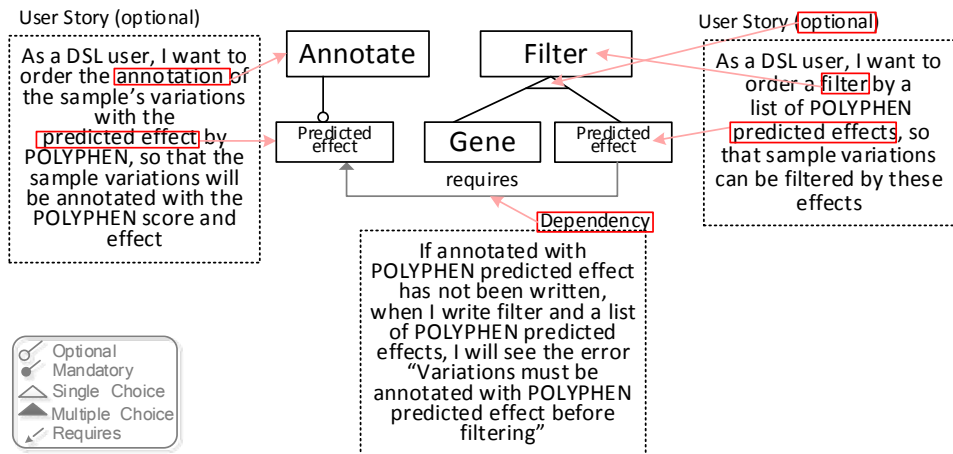 User Story (optional)
As a DSL user, I want to
order the annotation of
the sample's variations
with the
predicted effect by
POLYPHEN, so that the
sample variations will
be annotated with the
POLYPHEN score and
effect
Annotate
Predicted
effect
Filter
Gene
Predicted
effect
requires
User Story (optional)
As a DSL user, I want to
order a filter by a
list of POLYPHEN
predicted effects, so
that sample variations
can be filtered by these
effects
Dependency
If annotated with
POLYPHEN predicted effect
has not been written,
when I write filter and a list
of POLYPHEN predicted
effects, I will see the error
“Variations must be
annotated with POLYPHEN
predicted effect before
filtering”
Optional
Mandatory
Single Choice
Multiple Choice
Requires